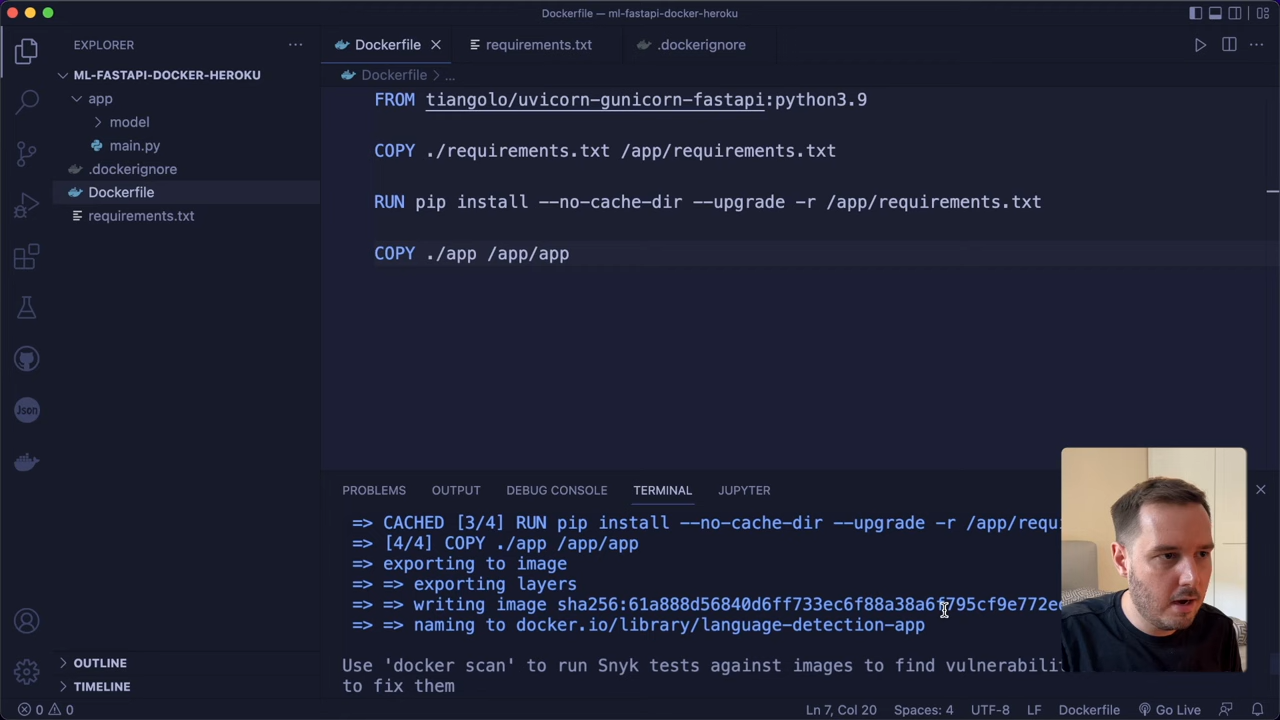 Dockerfile — ml-fastapi-docker-heroku
EXPLORER
ML-FASTAPI-DOCKER-HEROKU
app
model
main.py
.dockerignore
Dockerfile
requirements.txt
OUTLINE
TIMELINE
Json
Dockerfile
requirements.txt
.dockerignore
Dockerfile > ...
FROM tiangolo/uvicorn-gunicorn-fastapi:python3.9
COPY ./requirements.txt /app/requirements.txt
RUN pip install --no-cache-dir --upgrade -r /app/requirements.txt
COPY ./app /app/app
PROBLEMS OUTPUT DEBUG CONSOLE TERMINAL JUPYTER
=> CACHED [3/4] RUN pip install --no-cache-dir --upgrade -r /app/requi
=> [4/4] COPY ./app /app/app
=> exporting to image
=> => exporting layers
=> => writing image sha256:61a888d56840d6ff733ec6f88a38a6f795cf9e772e
=> => naming to docker.io/library/language-detection-app
Use 'docker scan' to run Snyk tests against images to find vulnerabili
to fix them
0 0 Ln 7, Col 20 Spaces: 4 UTF-8 LF Dockerfile Go Live